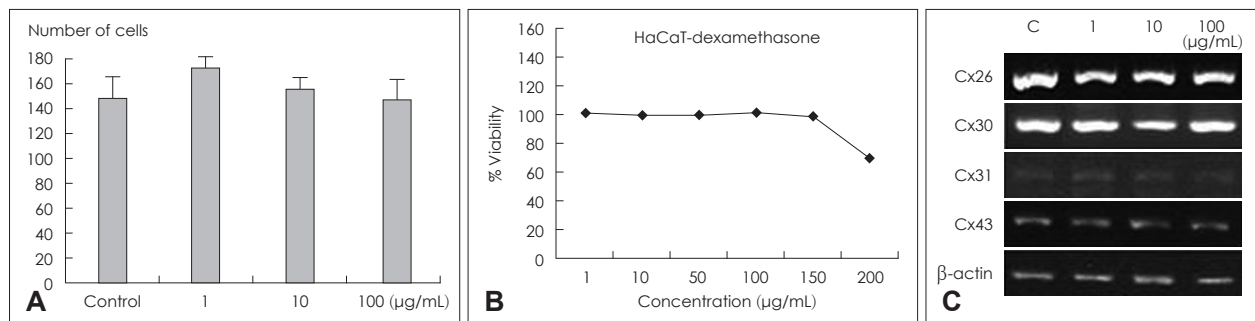 Number of cells
180
160
140
120
100
180
60
40
20
0
Control 1 10 100 (μg/mL)
A
HaCaT-dexamethasone
% Viability
160
140
120
100
80
60
40
20
0
1 10 50 100 150 200
Concentration (μg/mL)
B
C 1 10 100
(μg/mL)
Cx26
Cx30
Cx31
Cx43
β-actin
C